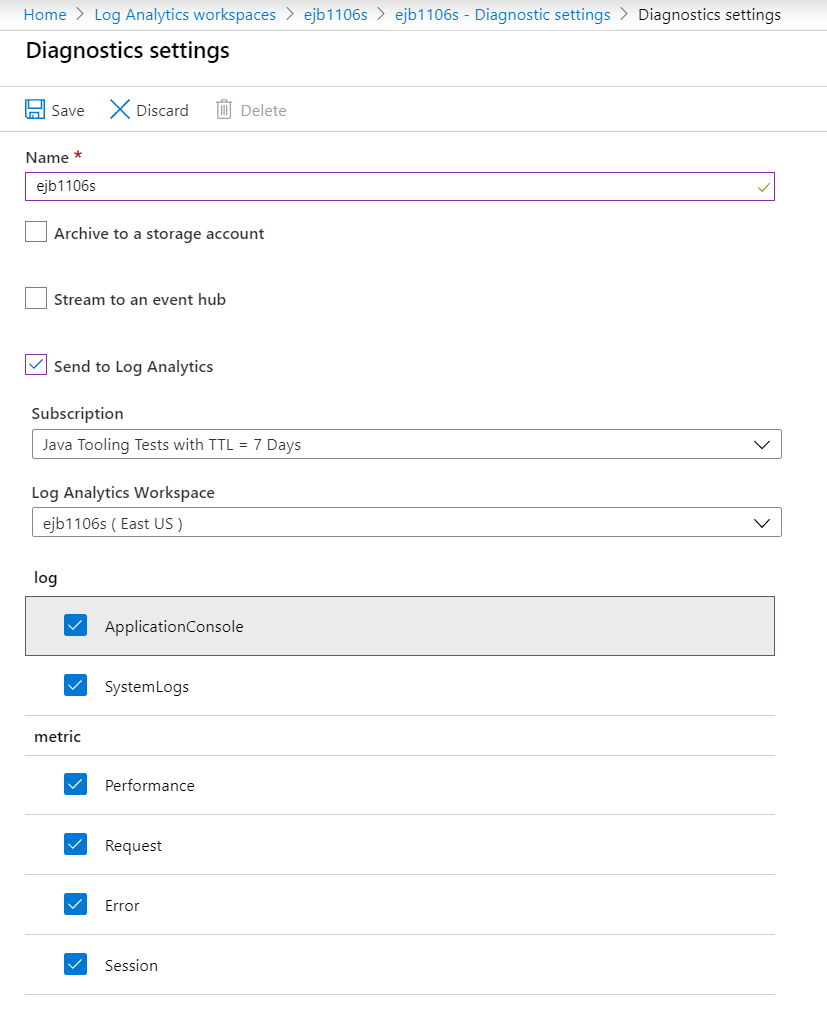 Home > Log Analytics workspaces > ejb1106s > ejb1106s - Diagnostic settings > Diagnostics settings
Diagnostics settings
Save Discard Delete
Name *
ejb1106s
Archive to a storage account
Stream to an event hub
Send to Log Analytics
Subscription
Java Tooling Tests with TTL = 7 Days
Log Analytics Workspace
ejb1106s ( East US )
log
ApplicationConsole
SystemLogs
metric
Performance
Request
Error
Session